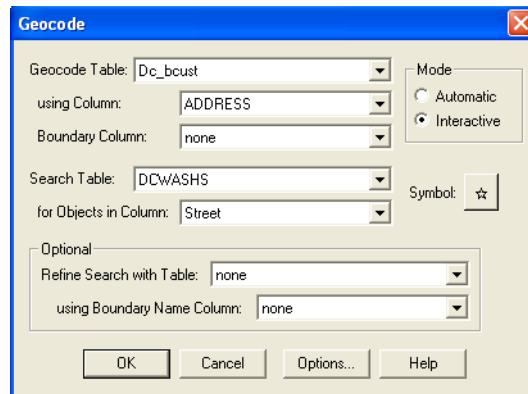 Geocode
Geocode Table: Dc_bcust
using Column: ADDRESS
Boundary Column: none
Mode
Automatic
Interactive
Search Table: DCWASHS
for Objects in Column: Street
Symbol:
Optional
Refine Search with Table: none
using Boundary Name Column: none
OK Cancel Options... Help